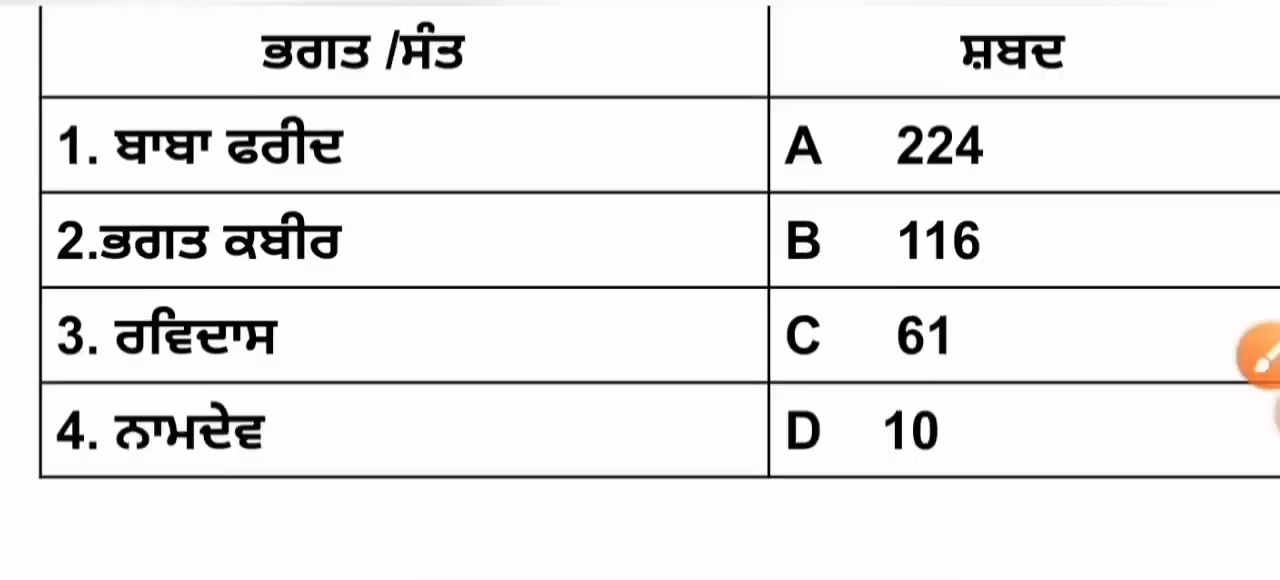 ਭਗਤ /ਸੰਤ ਸ਼ਬਦ
1. ਬਾਬਾ ਫਰੀਦ A 224
2.ਭਗਤ ਕਬੀਰ B 116
3. ਰਵਿਦਾਸ C 61
4. ਨਾਮਦੇਵ D 10